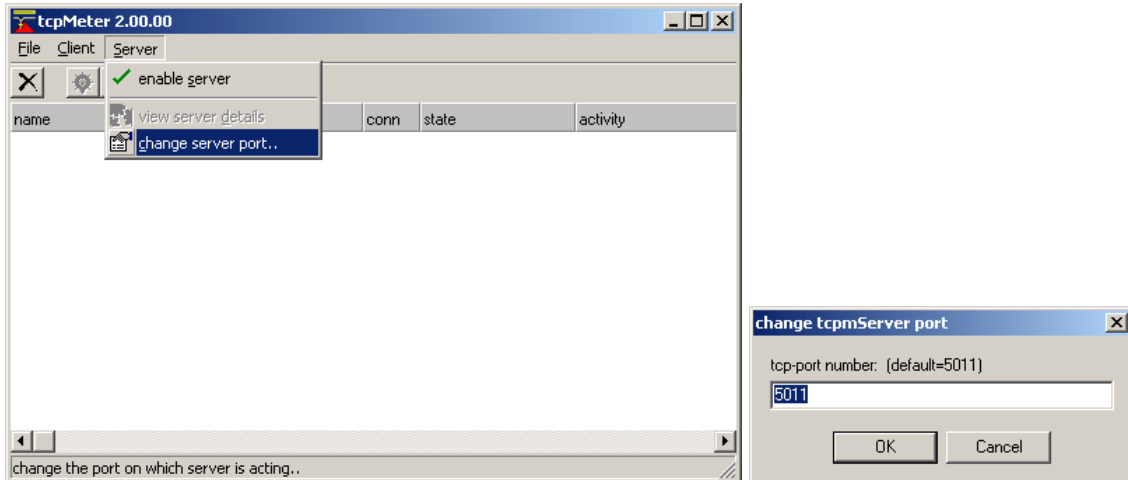 tcpMeter 2.00.00
File Client Server
enable server
view server details
change server port..
name conn state activity
change the port on which server is acting..
change tcpmServer port
tcp-port number: (default=5011)
5011
OK Cancel